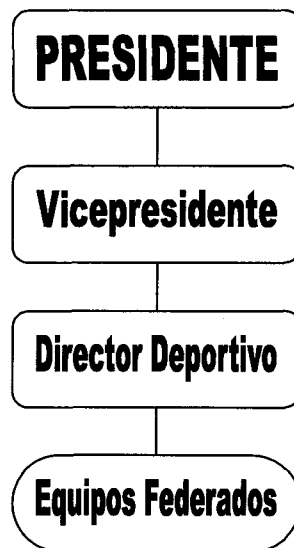 PRESIDENTE
Vicepresidente
Director Deportivo
Equipos Federados